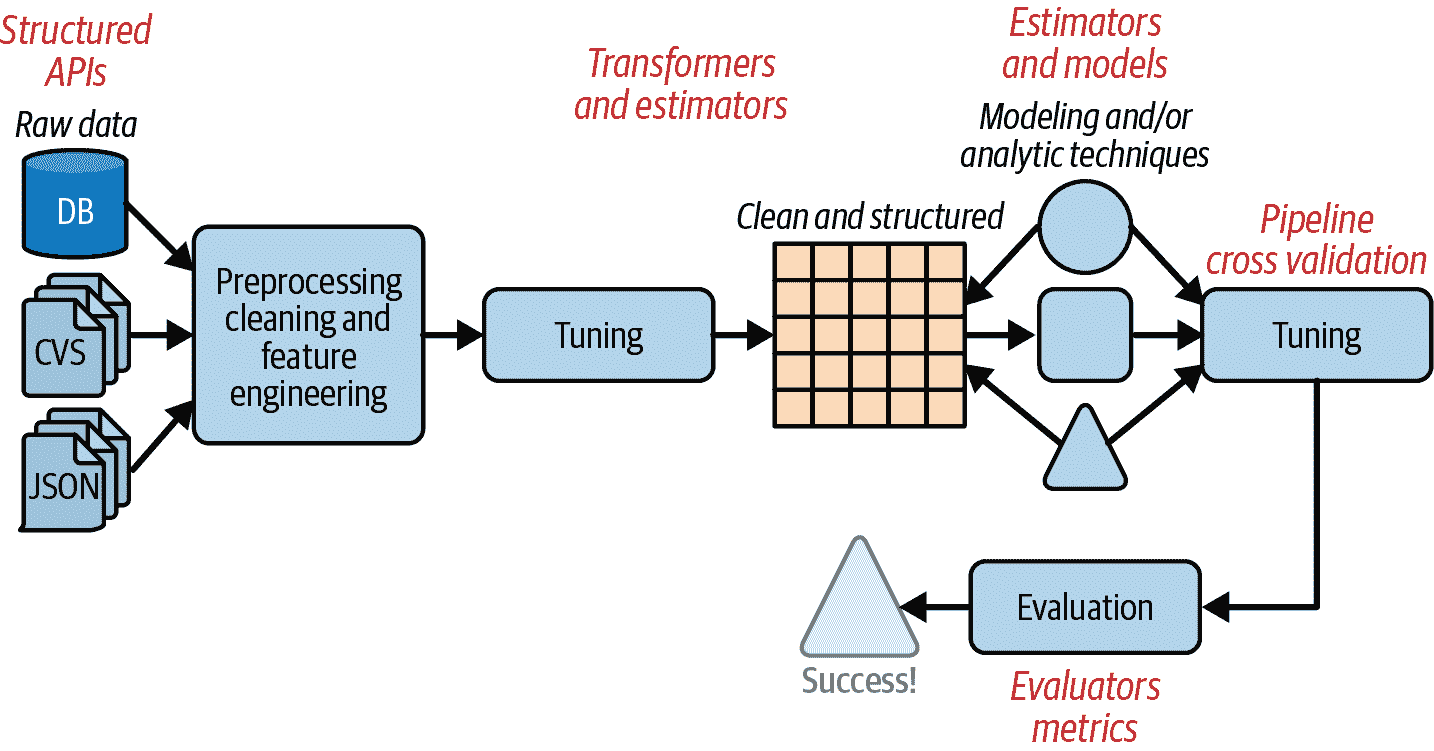 Structured
APIs
Raw data
DB
CVS
JSON
Preprocessing
cleaning and
feature
engineering
Tuning
Transformers
and estimators
Clean and structured
Estimators
and models
Modeling and/or
analytic techniques
Pipeline
cross validation
Tuning
Evaluation
Evaluators
metrics
Success!